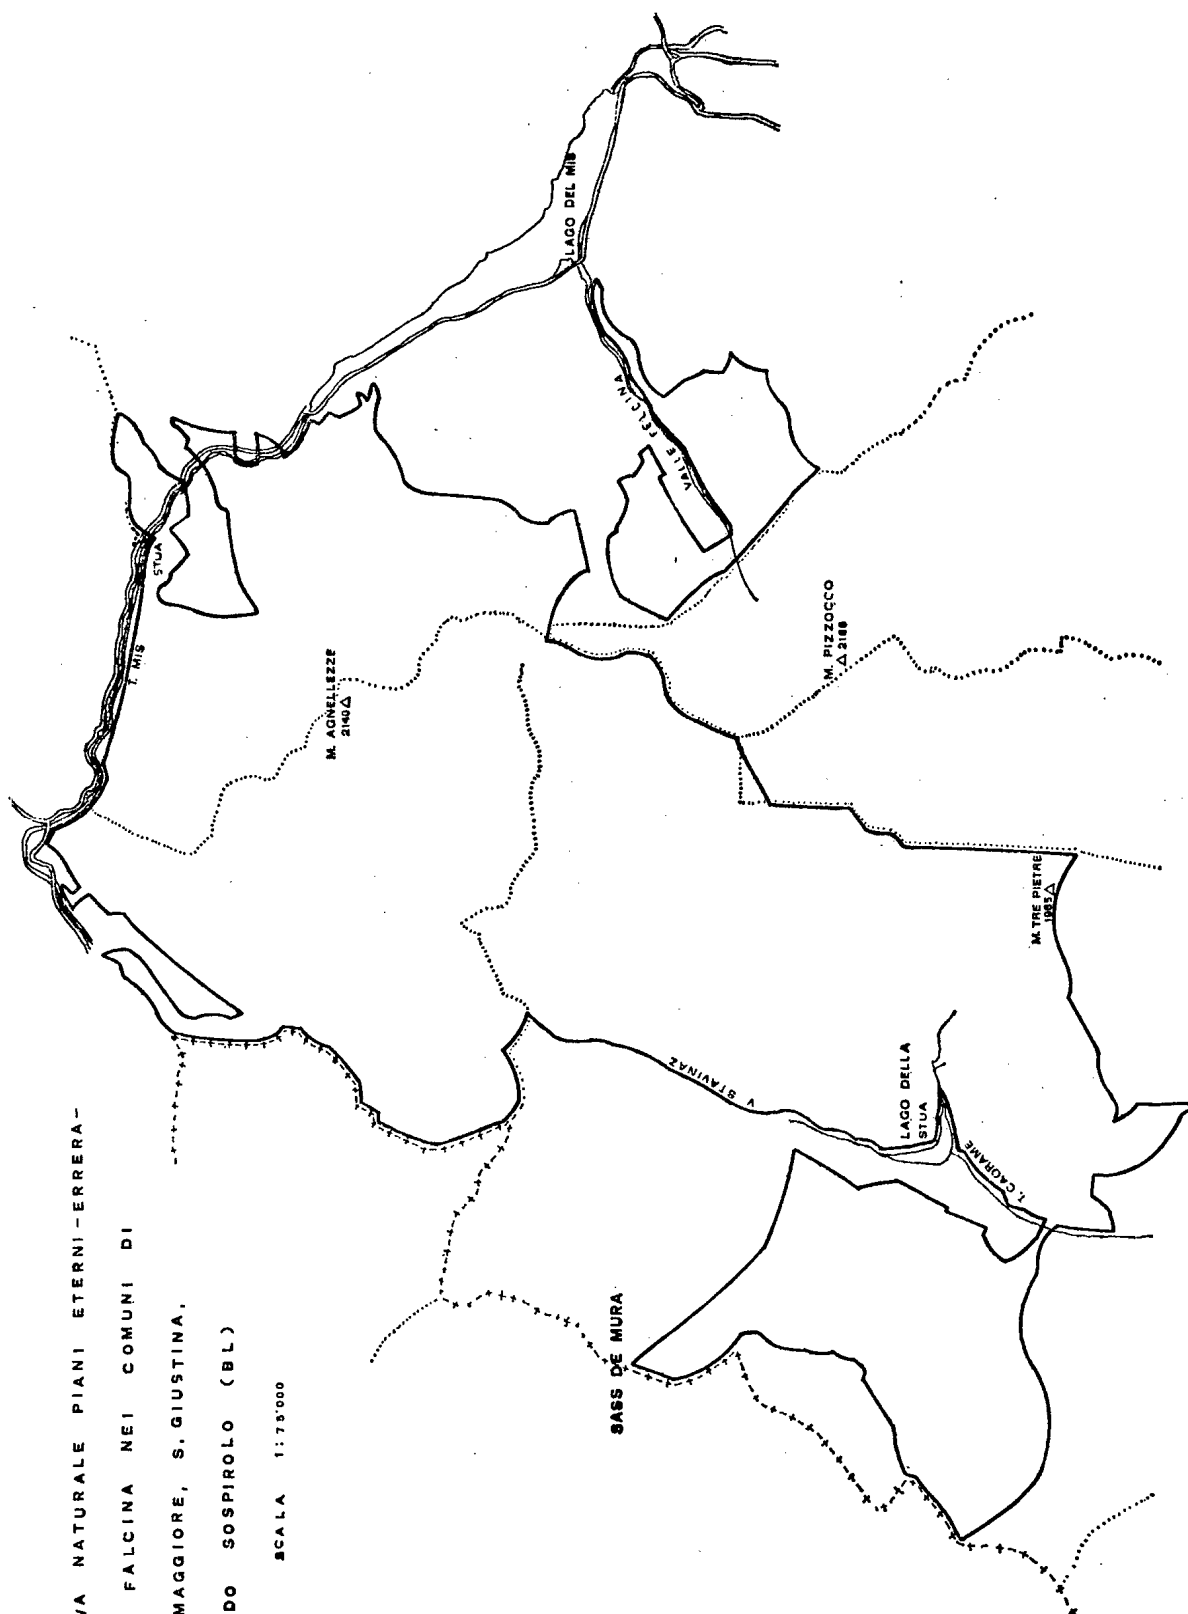 VA NATURALE PIANI ETERNI-ERRERA-
FALCINA NEI COMUNI DI
MAGGIORE, S. GIUSTINA,
DO SOSPIROLO (BL)
SCALA 1:75'000
T. MIS
STUA
M. AGNELLEZZE
2140
LAGO DEL MIS
VALLE FELCINA
M. PIZZOCCO
2186
M. TRE PIETRE
1965
V STAVINAZ
LAGO DELLA
STUA
T. CAORAME
SASS DE MURA